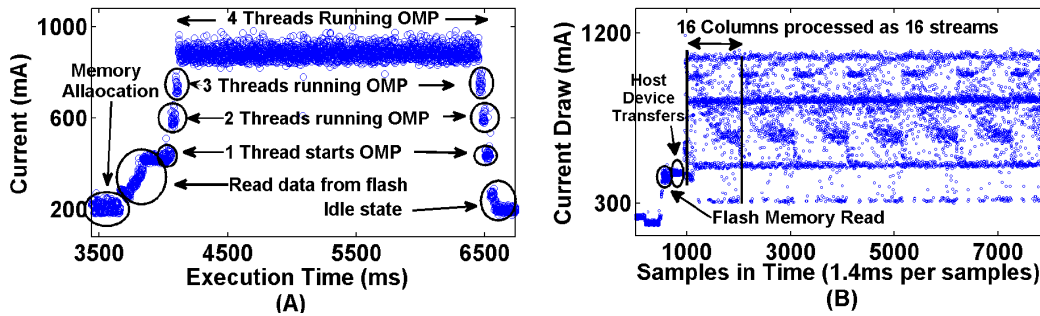 4 Threads Running OMP
1000
Memory
Allaocation
3 Threads running OMP
600
2 Threads running OMP
1 Thread starts OMP
Read data from flash
200
Idle state
Current (mA)
3500
4500
5500
6500
Execution Time (ms)
(A)
(B)
16 Columns processed as 16 streams
1200
Host
Device
Transfers
300
Flash Memory Read
Current Draw (mA)
1000
3000
5000
7000
Samples in Time (1.4ms per samples)
(B)